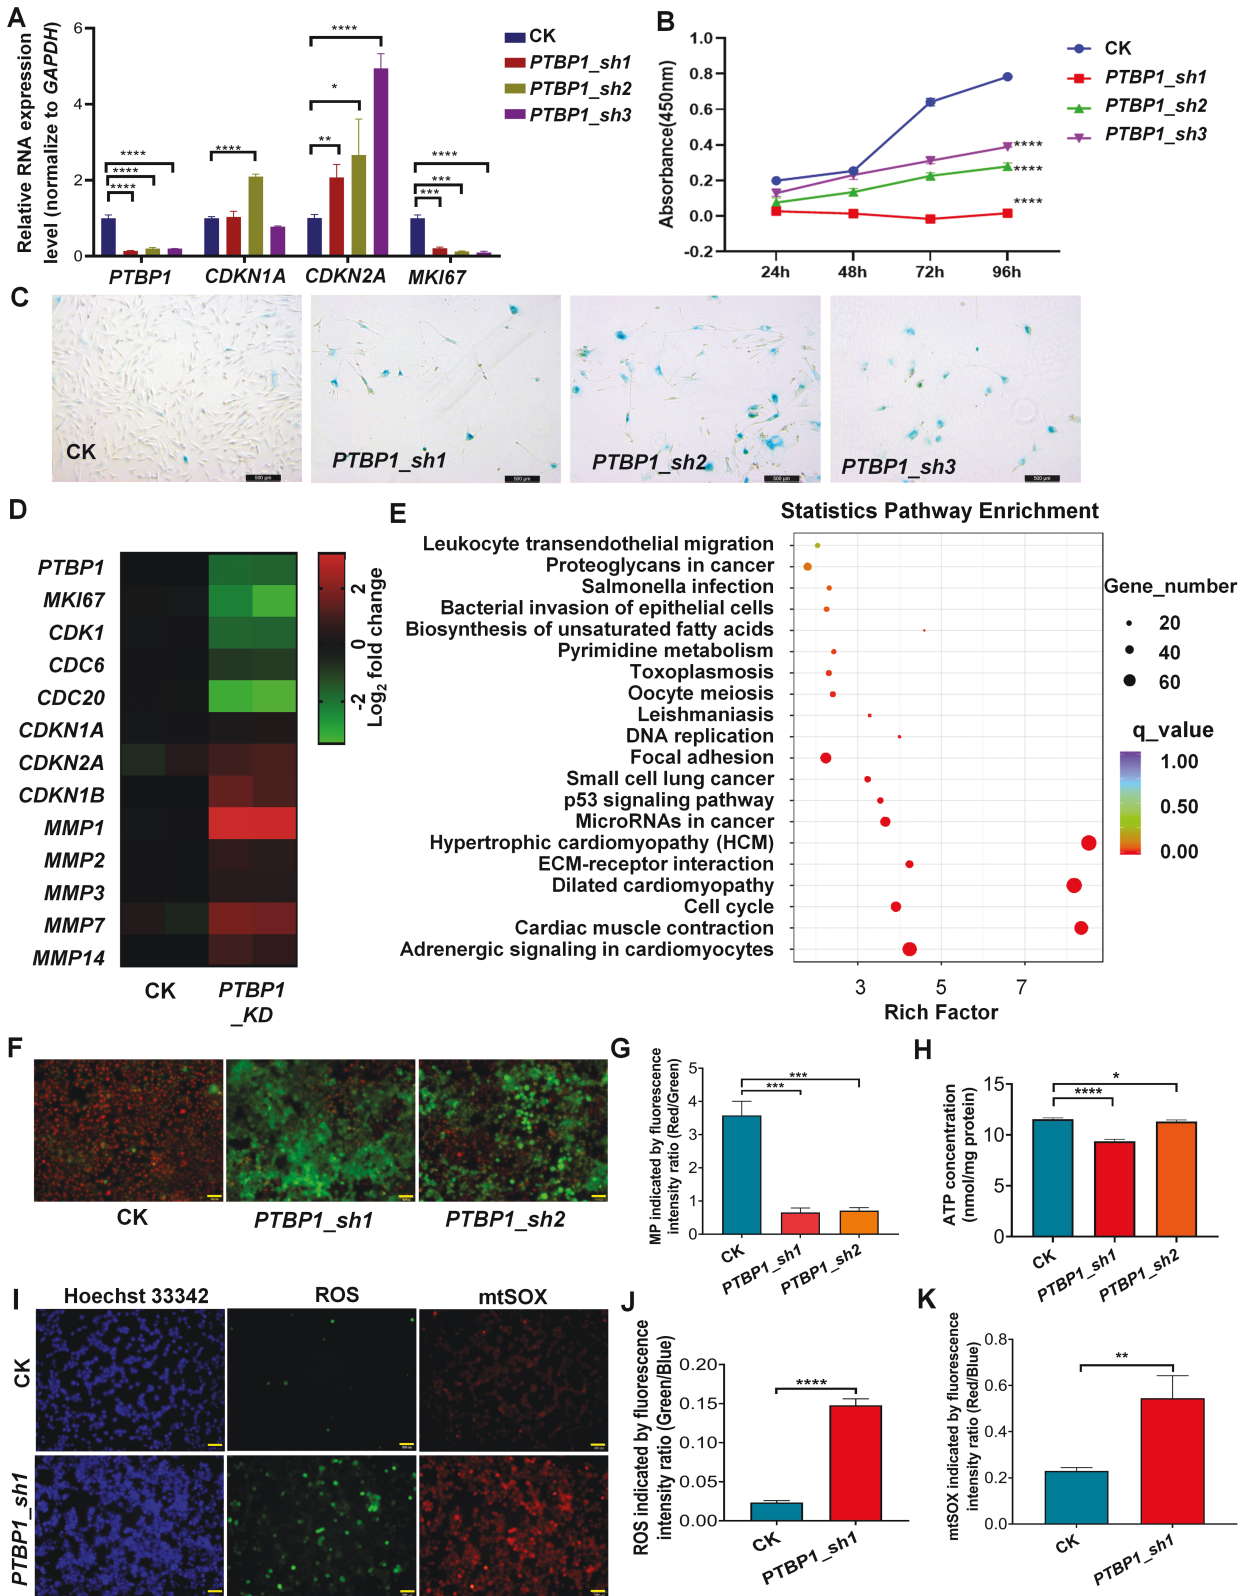 A
Relative RNA expression
level (normalize to GAPDH)
6
4
2
0
****
****
****
****
**
*
****
***
***
****
PTBP1
CDKN1A
CDKN2A
MKI67
CK
PTBP1_sh1
PTBP1_sh2
PTBP1_sh3
B
Absorbance(450nm)
1.0
0.8
0.6
0.4
0.2
0.0
-0.2
24h
48h
72h
96h
****
****
****
CK
PTBP1_sh1
PTBP1_sh2
PTBP1_sh3
C
CK
500 µm
PTBP1_sh1
500 µm
PTBP1_sh2
500 µm
PTBP1_sh3
500 µm
D
PTBP1
MKI67
CDK1
CDC6
CDC20
CDKN1A
CDKN2A
CDKN1B
MMP1
MMP2
MMP3
MMP7
MMP14
CK
PTBP1
_KD
2
0
-2
Log2 fold change
E
Statistics Pathway Enrichment
Leukocyte transendothelial migration
Proteoglycans in cancer
Salmonella infection
Bacterial invasion of epithelial cells
Biosynthesis of unsaturated fatty acids
Pyrimidine metabolism
Toxoplasmosis
Oocyte meiosis
Leishmaniasis
DNA replication
Focal adhesion
Small cell lung cancer
p53 signaling pathway
MicroRNAs in cancer
Hypertrophic cardiomyopathy (HCM)
ECM-receptor interaction
Dilated cardiomyopathy
Cell cycle
Cardiac muscle contraction
Adrenergic signaling in cardiomyocytes
3
5
7
Rich Factor
Gene_number
20
40
60
q_value
1.00
0.50
0.00
F
CK
PTBP1_sh1
PTBP1_sh2
G
MP indicated by fluorescence
intensity ratio (Red/Green)
5
4
3
2
1
0
***
***
CK
PTBP1_sh1
PTBP1_sh2
H
ATP concentration
(nmol/mg protein)
15
10
5
0
*
****
CK
PTBP1_sh1
PTBP1_sh2
I
Hoechst 33342
ROS
mtSOX
CK
PTBP1_sh1
J
ROS indicated by fluorescence
intensity ratio (Green/Blue)
0.20
0.15
0.10
0.05
0.00
****
CK
PTBP1_sh1
K
mtSOX indicated by fluorescence
intensity ratio (Red/Blue)
0.8
0.6
0.4
0.2
0.0
**
CK
PTBP1_sh1